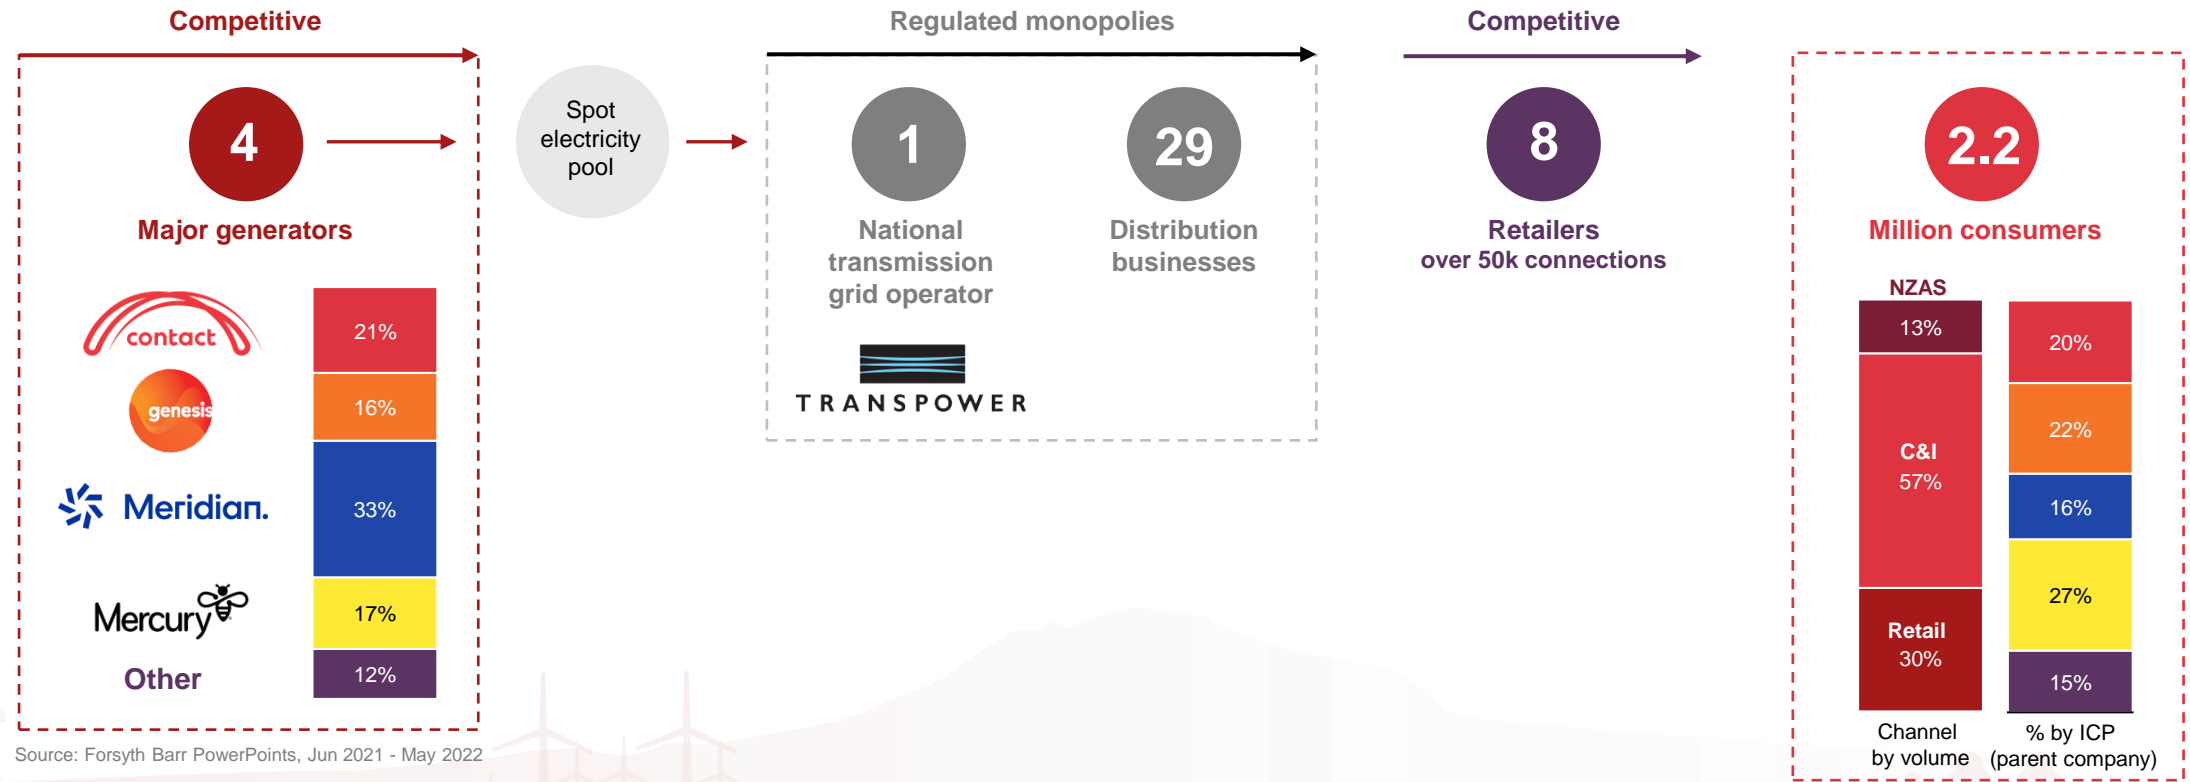 Competitive
4
Major generators
contact
21%
genesis
16%
Meridian.
33%
Mercury
17%
Other
12%
Source: Forsyth Barr PowerPoints, Jun 2021 - May 2022
Spot
electricity
pool
Regulated monopolies
1
National
transmission
grid operator
TRANSPOWER
29
Distribution
businesses
Competitive
8
Retailers
over 50k connections
2.2
Million consumers
NZAS
13%
C&I
57%
Retail
30%
Channel
by volume
20%
22%
16%
27%
15%
% by ICP
(parent company)